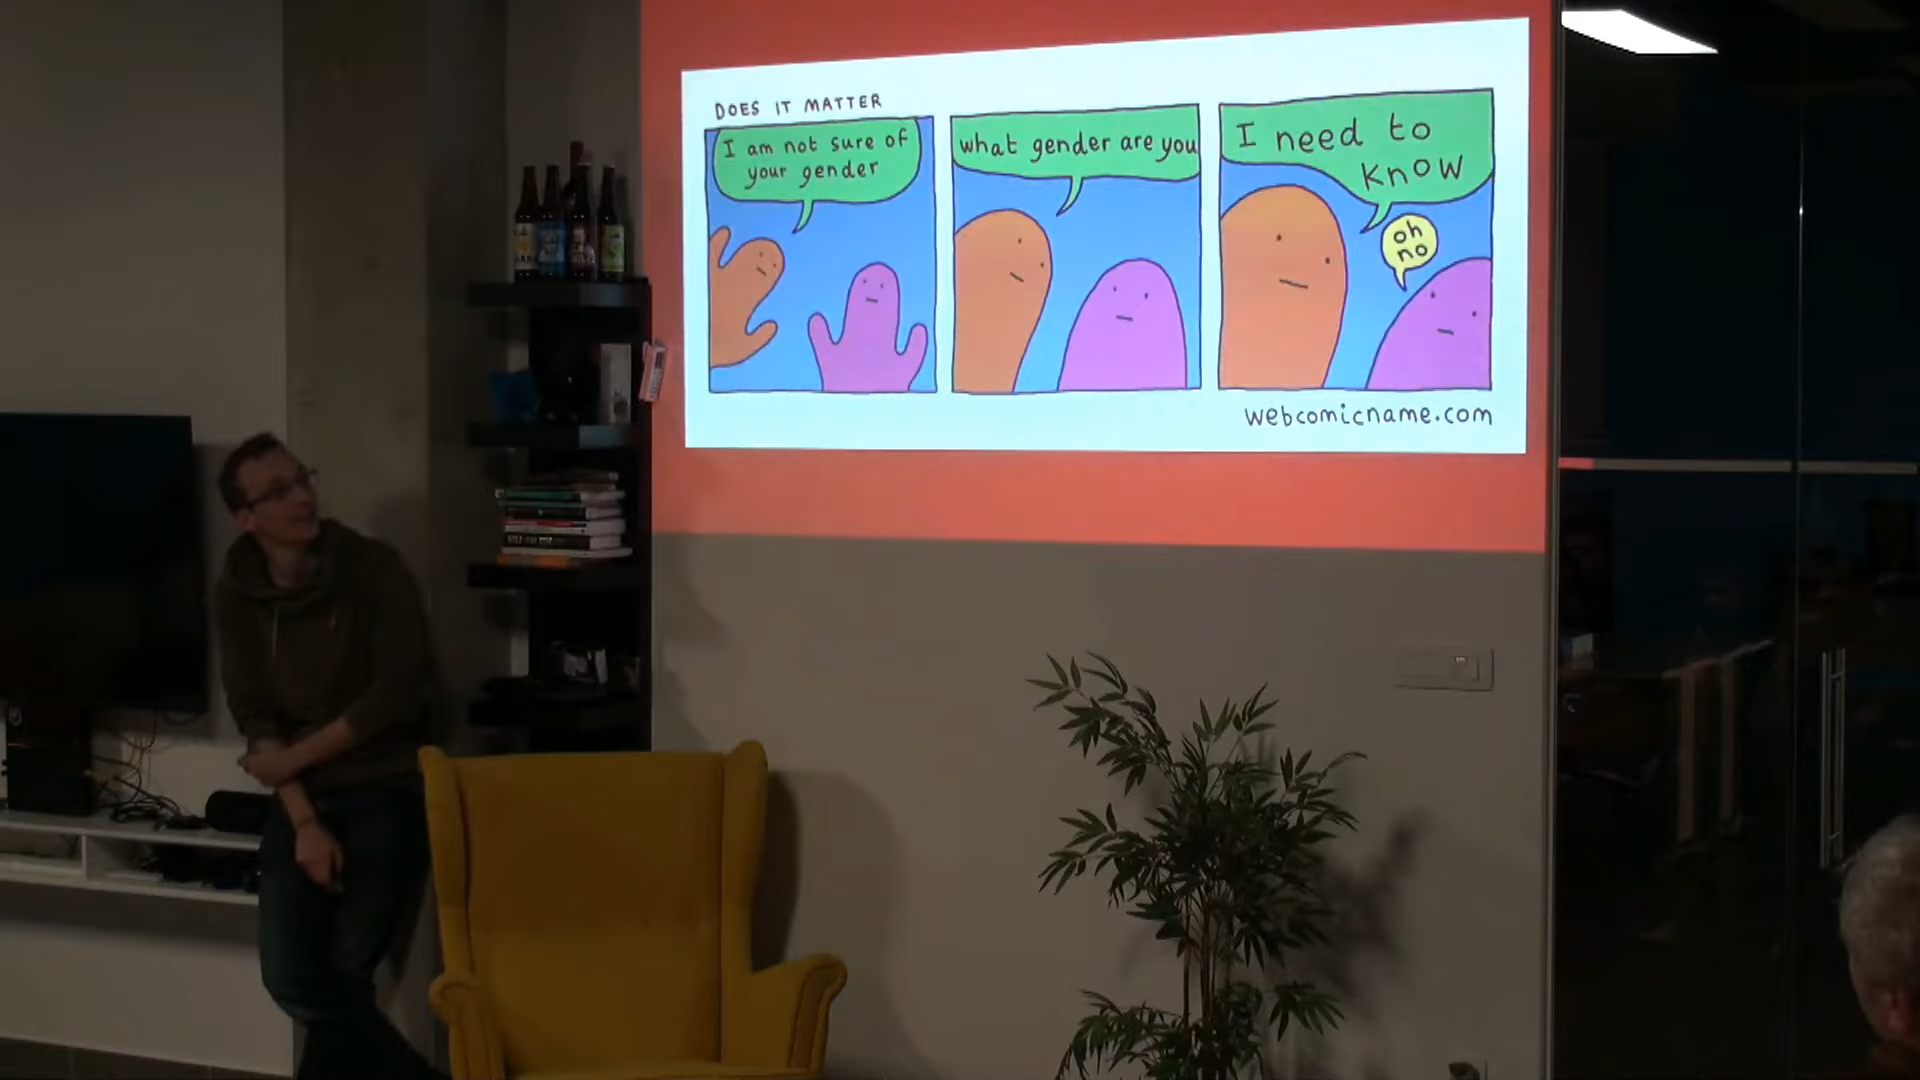 DOES IT MATTER
I am not sure of
your gender
what gender are you
I need to
know
oh
no
webcomicname.com